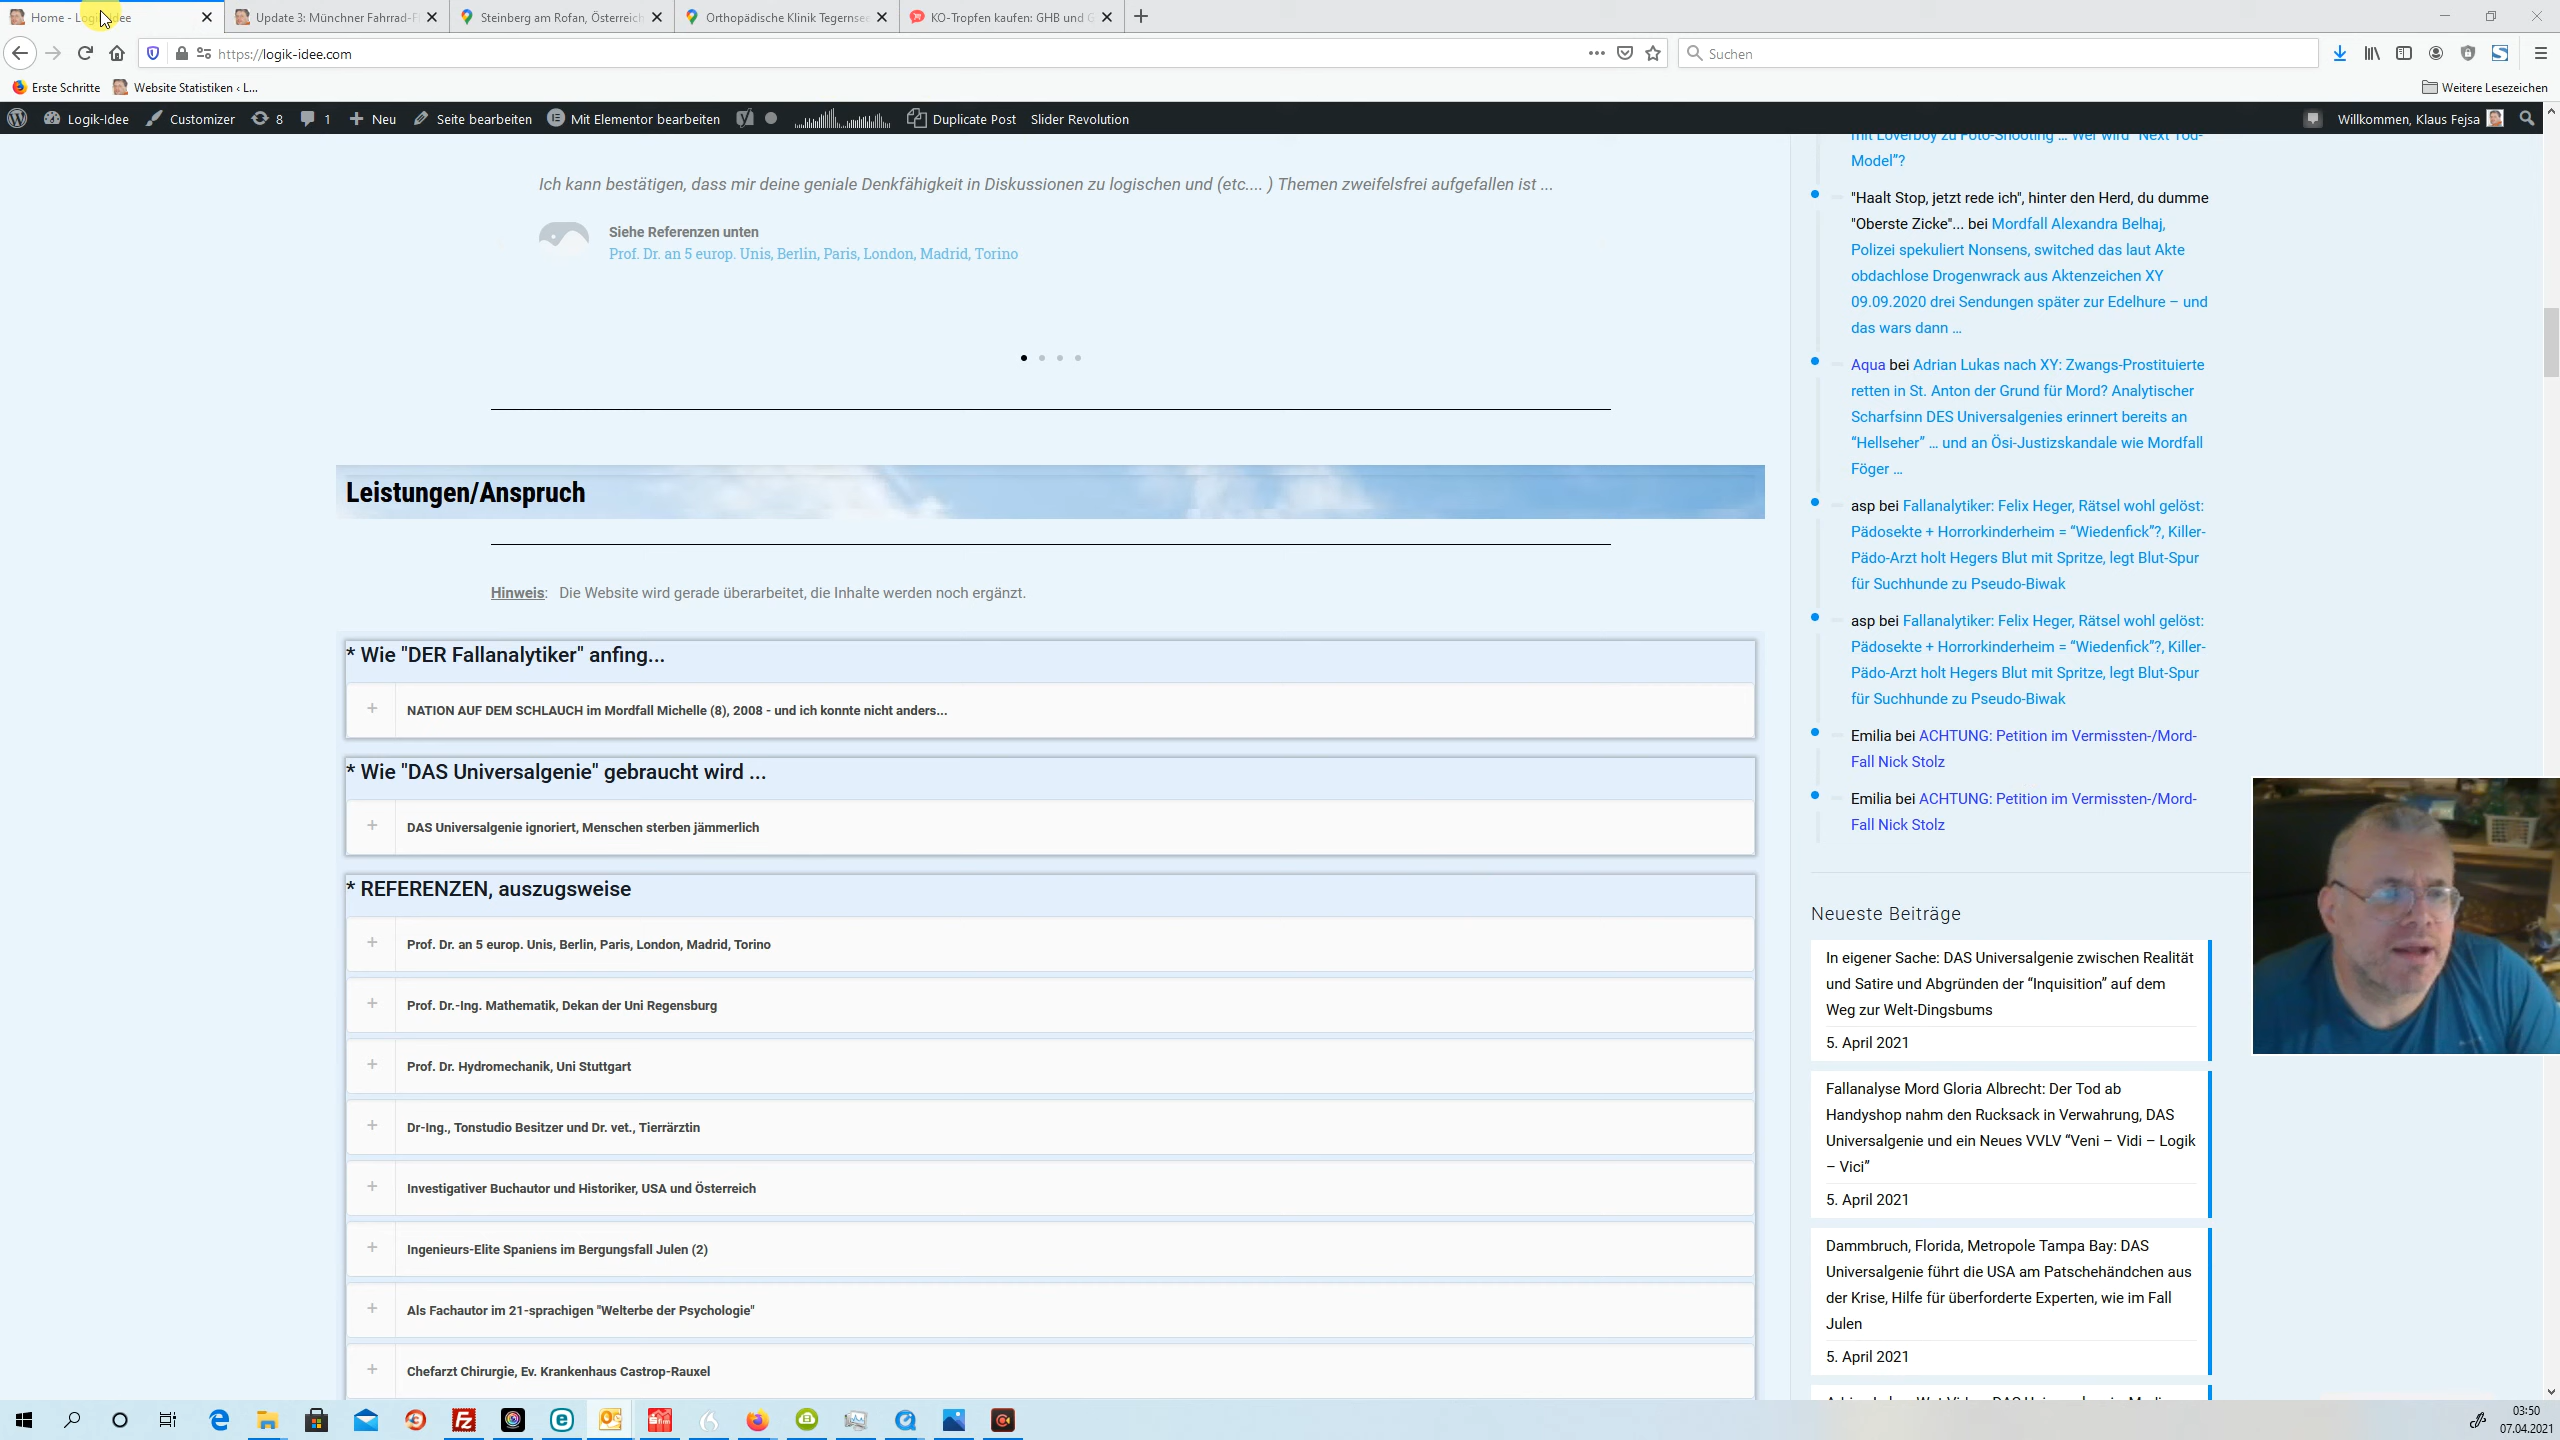 Home - Logik-Idee
Update 3: Münchner Fahrrad-F
Steinberg am Rofan, Österreich
Orthopädische Klinik Tegernsee
KO-Tropfen kaufen: GHB und G
https://logik-idee.com
Suchen
Erste Schritte
Website Statistiken ‹ L...
Weitere Lesezeichen
Logik-Idee
Customizer
8
1
Neu
Seite bearbeiten
Mit Elementor bearbeiten
Duplicate Post
Slider Revolution
Willkommen, Klaus Fejsa
Ich kann bestätigen, dass mir deine geniale Denkfähigkeit in Diskussionen zu logischen und (etc.... ) Themen zweifelsfrei aufgefallen ist ...
Siehe Referenzen unten
Prof. Dr. an 5 europ. Unis, Berlin, Paris, London, Madrid, Torino
Leistungen/Anspruch
Hinweis: Die Website wird gerade überarbeitet, die Inhalte werden noch ergänzt.
* Wie "DER Fallanalytiker" anfing...
+ NATION AUF DEM SCHLAUCH im Mordfall Michelle (8), 2008 - und ich konnte nicht anders...
* Wie "DAS Universalgenie" gebraucht wird ...
+ DAS Universalgenie ignoriert, Menschen sterben jämmerlich
* REFERENZEN, auszugsweise
+ Prof. Dr. an 5 europ. Unis, Berlin, Paris, London, Madrid, Torino
+ Prof. Dr.-Ing. Mathematik, Dekan der Uni Regensburg
+ Prof. Dr. Hydromechanik, Uni Stuttgart
+ Dr-Ing., Tonstudio Besitzer und Dr. vet., Tierrärztin
+ Investigativer Buchautor und Historiker, USA und Österreich
+ Ingenieurs-Elite Spaniens im Bergungsfall Julen (2)
+ Als Fachautor im 21-sprachigen "Welterbe der Psychologie"
+ Chefarzt Chirurgie, Ev. Krankenhaus Castrop-Rauxel
mit Loverboy zu Foto-Shooting ... Wer wird "Next Tod-
Model”?
"Haalt Stop, jetzt rede ich", hinter den Herd, du dumme
"Oberste Zicke"... bei Mordfall Alexandra Belhaj,
Polizei spekuliert Nonsens, switched das laut Akte
obdachlose Drogenwrack aus Aktenzeichen XY
09.09.2020 drei Sendungen später zur Edelhure – und
das wars dann ...
Aqua bei Adrian Lukas nach XY: Zwangs-Prostituierte
retten in St. Anton der Grund für Mord? Analytischer
Scharfsinn DES Universalgenies erinnert bereits an
“Hellseher” ... und an Ösi-Justizskandale wie Mordfall
Föger ...
asp bei Fallanalytiker: Felix Heger, Rätsel wohl gelöst:
Pädosekte + Horrorkinderheim = “Wiedenfick”?, Killer-
Pädo-Arzt holt Hegers Blut mit Spritze, legt Blut-Spur
für Suchhunde zu Pseudo-Biwak
asp bei Fallanalytiker: Felix Heger, Rätsel wohl gelöst:
Pädosekte + Horrorkinderheim = “Wiedenfick”?, Killer-
Pädo-Arzt holt Hegers Blut mit Spritze, legt Blut-Spur
für Suchhunde zu Pseudo-Biwak
Emilia bei ACHTUNG: Petition im Vermissten-/Mord-
Fall Nick Stolz
Emilia bei ACHTUNG: Petition im Vermissten-/Mord-
Fall Nick Stolz
Neueste Beiträge
In eigener Sache: DAS Universalgenie zwischen Realität
und Satire und Abgründen der “Inquisition” auf dem
Weg zur Welt-Dingsbums
5. April 2021
Fallanalyse Mord Gloria Albrecht: Der Tod ab
Handyshop nahm den Rucksack in Verwahrung, DAS
Universalgenie und ein Neues VVLV “Veni – Vidi – Logik
– Vici”
5. April 2021
Dammbruch, Florida, Metropole Tampa Bay: DAS
Universalgenie führt die USA am Patschehändchen aus
der Krise, Hilfe für überforderte Experten, wie im Fall
Julen
5. April 2021
03:50
07.04.2021